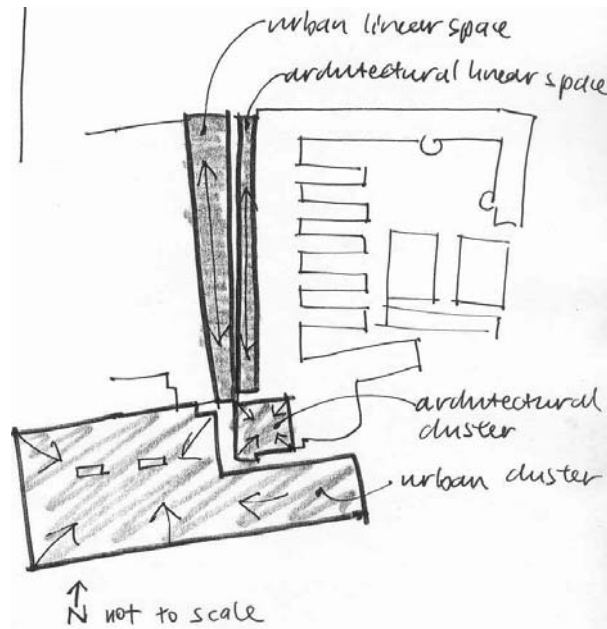 urban linear space
architectural linear space
architectural
cluster
urban cluster
N not to scale